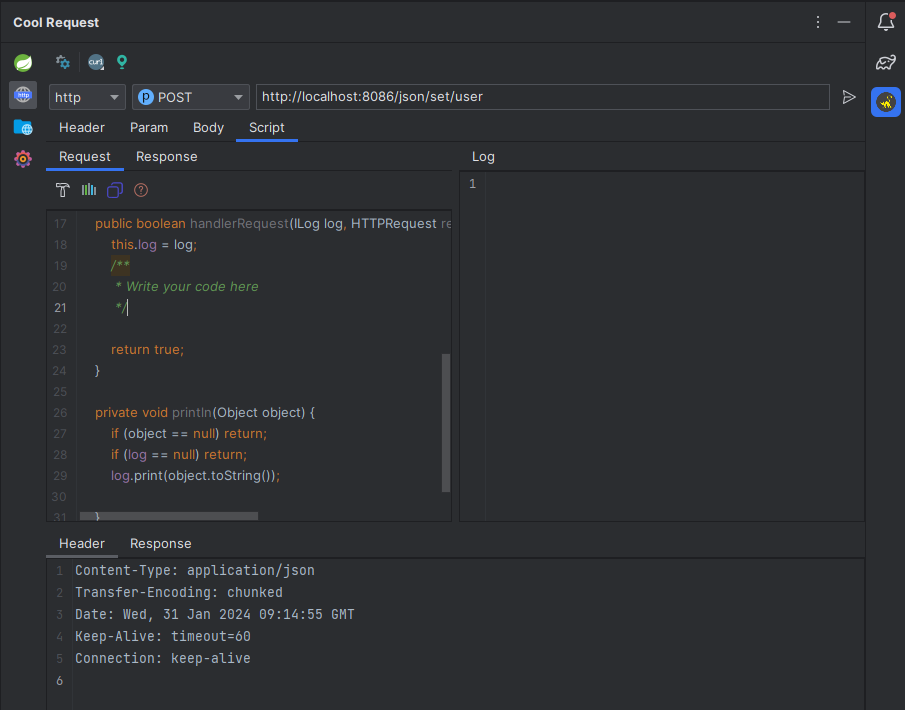 Cool Request
curl
http
http
p POST
http://localhost:8086/json/set/user
Header
Param
Body
Script
Request
Response
Log
17 public boolean handlerRequest(ILog log, HTTPRequest re
18 this.log = log;
19 /**
20 * Write your code here
21 */
22
23 return true;
24 }
25
26 private void println(Object object) {
27 if (object == null) return;
28 if (log == null) return;
29 log.print(object.toString());
30
31 }
1
Header
Response
1 Content-Type: application/json
2 Transfer-Encoding: chunked
3 Date: Wed, 31 Jan 2024 09:14:55 GMT
4 Keep-Alive: timeout=60
5 Connection: keep-alive
6